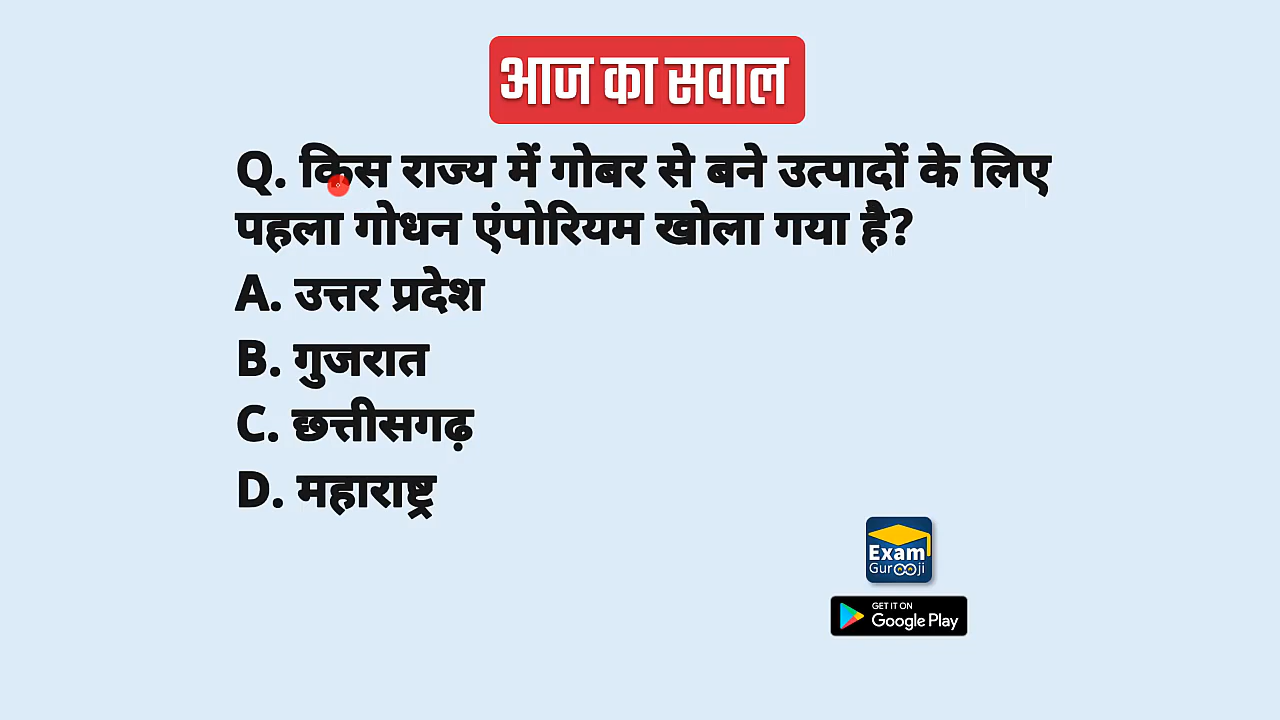 आज का सवाल
Q. किस राज्य में गोबर से बने उत्पादों के लिए
पहला गोधन एंपोरियम खोला गया है?
A. उत्तर प्रदेश
B. गुजरात
C. छत्तीसगढ़
D. महाराष्ट्र
Exam
Gurooji
GET IT ON
Google Play